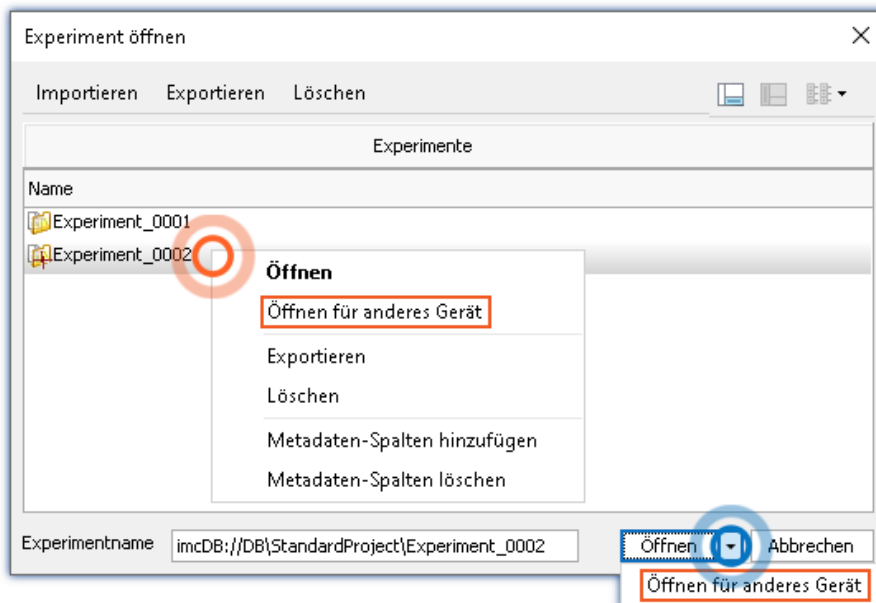 Experiment öffnen
Importieren Exportieren Löschen
Experimente
Name
Experiment_0001
Experiment_0002
Öffnen
Öffnen für anderes Gerät
Exportieren
Löschen
Metadaten-Spalten hinzufügen
Metadaten-Spalten löschen
Experimentname imcDB://DB\StandardProject\Experiment_0002 Öffnen Abbrechen
Öffnen für anderes Gerät